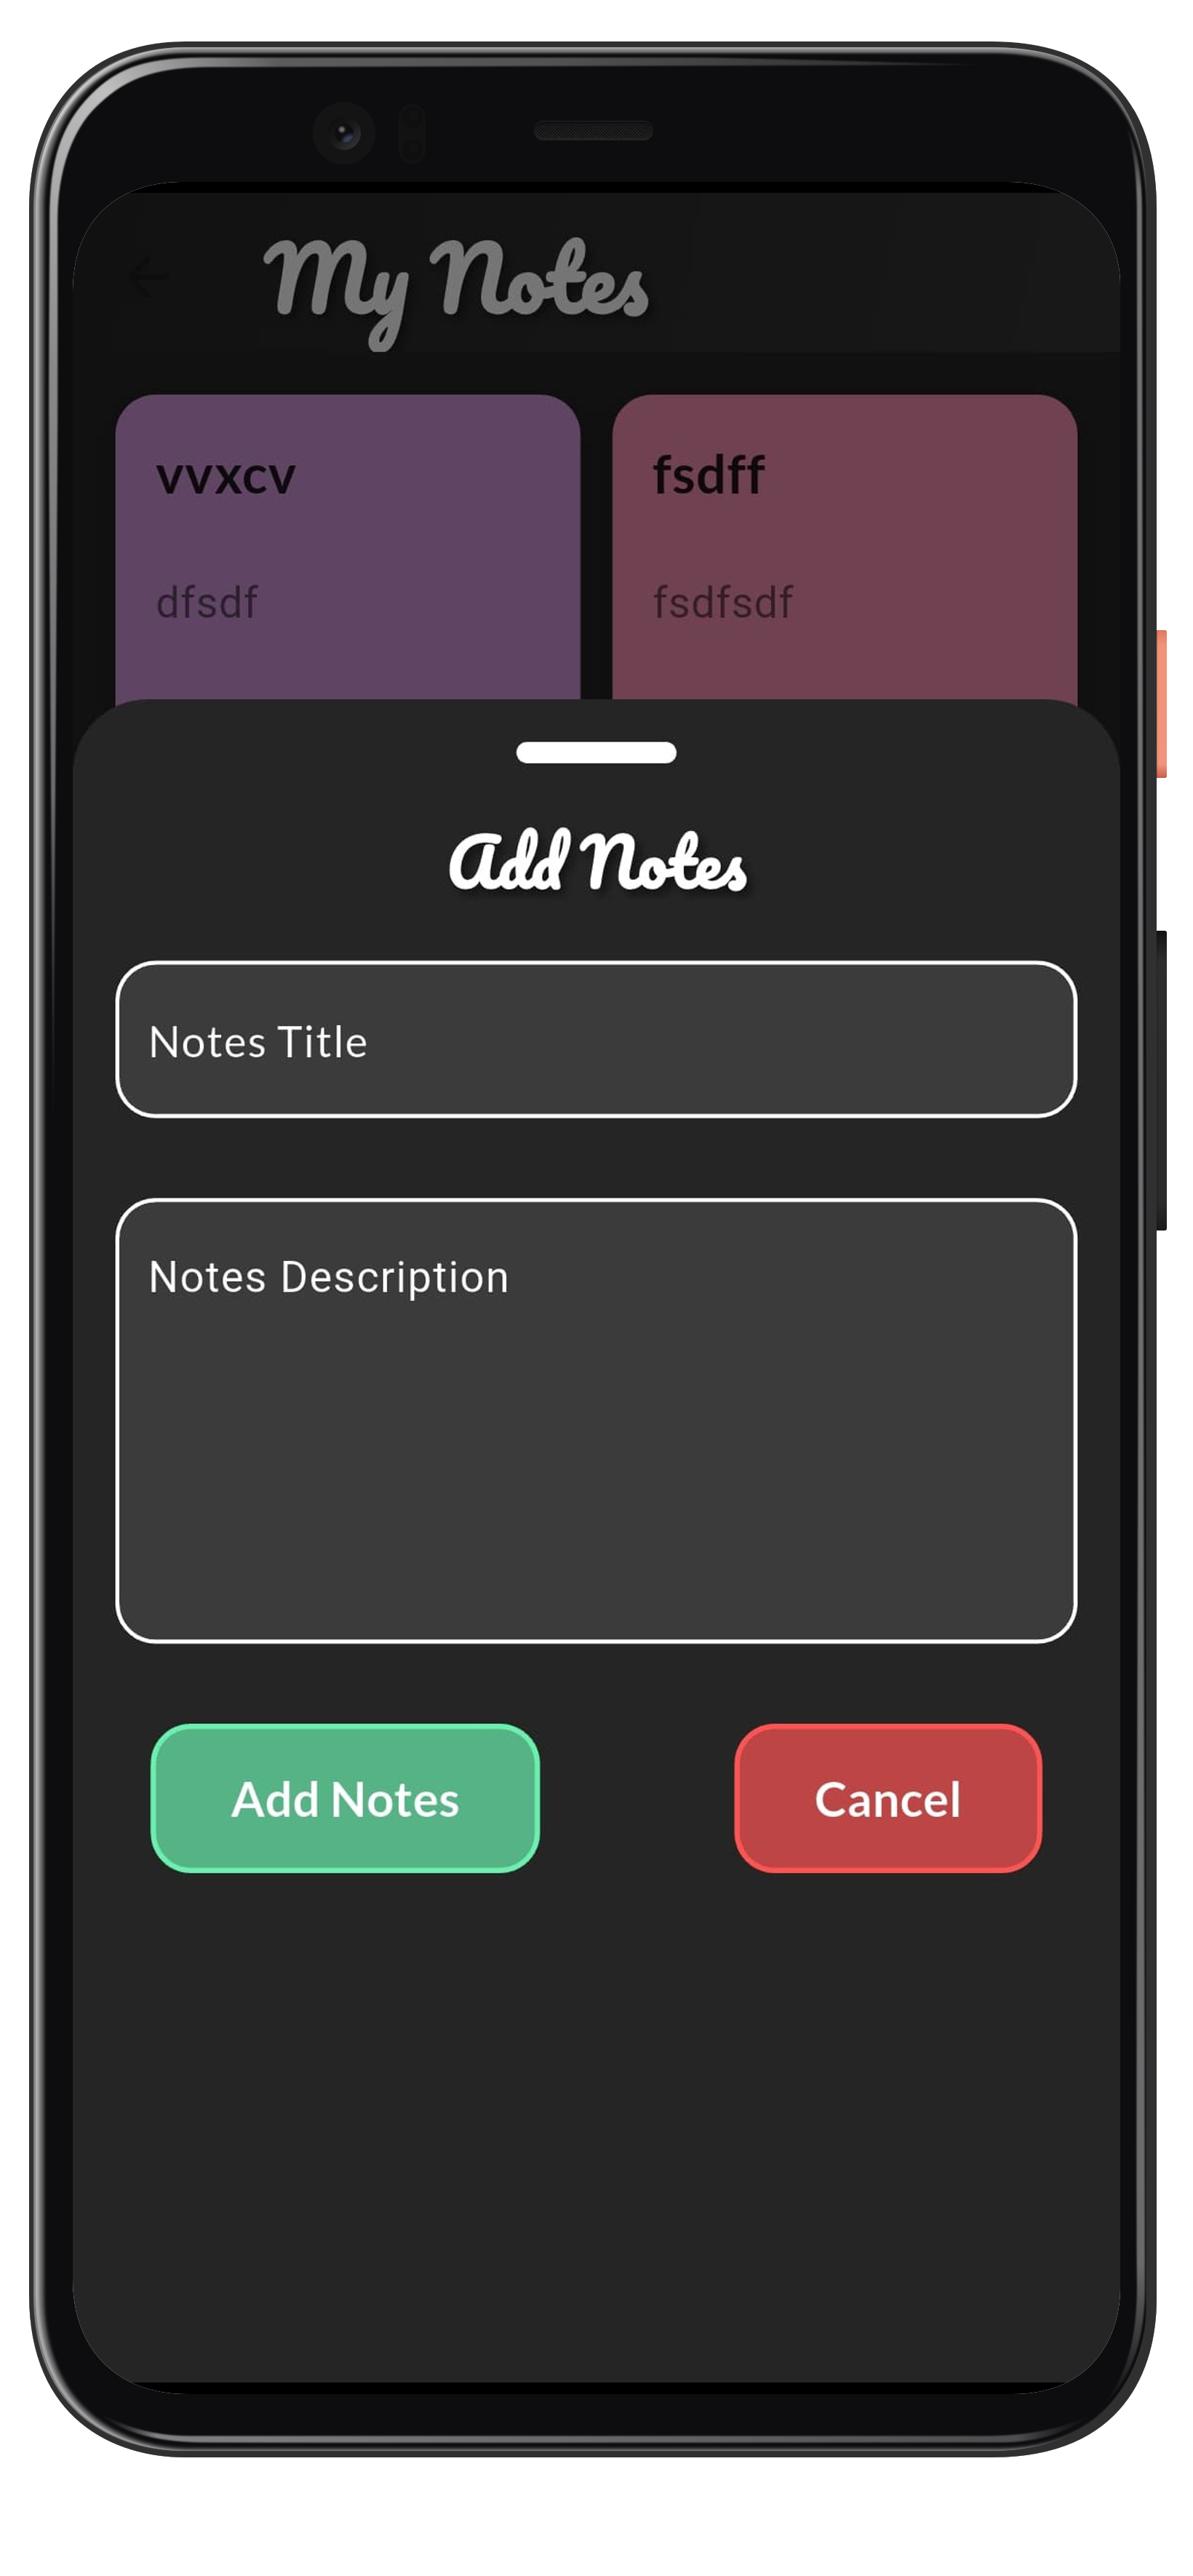 My Notes
vvxcv
fsdff
dfsdf
fsdfsdf
Add Notes
Notes Title
Notes Description
Add Notes
Cancel